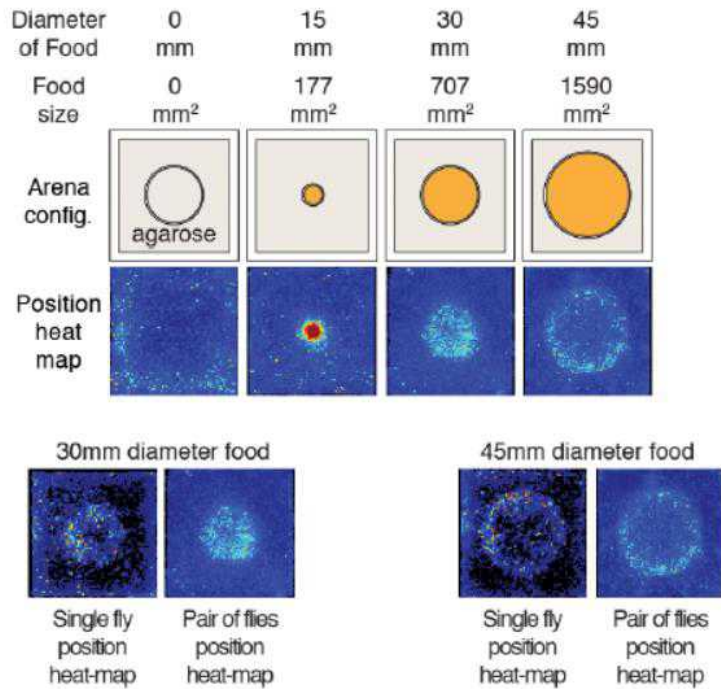 Diameter 0 15 30 45
of Food mm mm mm mm
Food 0 177 707 1590
size mm² mm² mm² mm²
Arena
config.
agarose
Position
heat
map
30mm diameter food
45mm diameter food
Single fly
position
heat-map
Pair of flies
position
heat-map
Single fly
position
heat-map
Pair of flies
position
heat-map